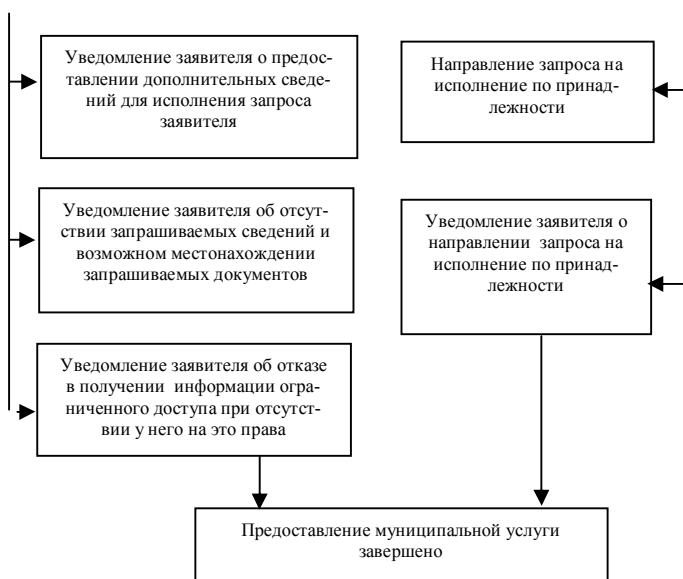 Уведомление заявителя о предос-
тавлении дополнительных сведе-
ний для исполнения запроса
заявителя
Направление запроса на
исполнение по принад-
лежности
Уведомление заявителя об отсут-
ствии запрашиваемых сведений и
возможном местонахождении
запрашиваемых документов
Уведомление заявителя о
направлении запроса на
исполнение по принад-
лежности
Уведомление заявителя об отказе
в получении информации огра-
ниченного доступа при отсутст-
вии у него на это права
Предоставление муниципальной услуги
завершено